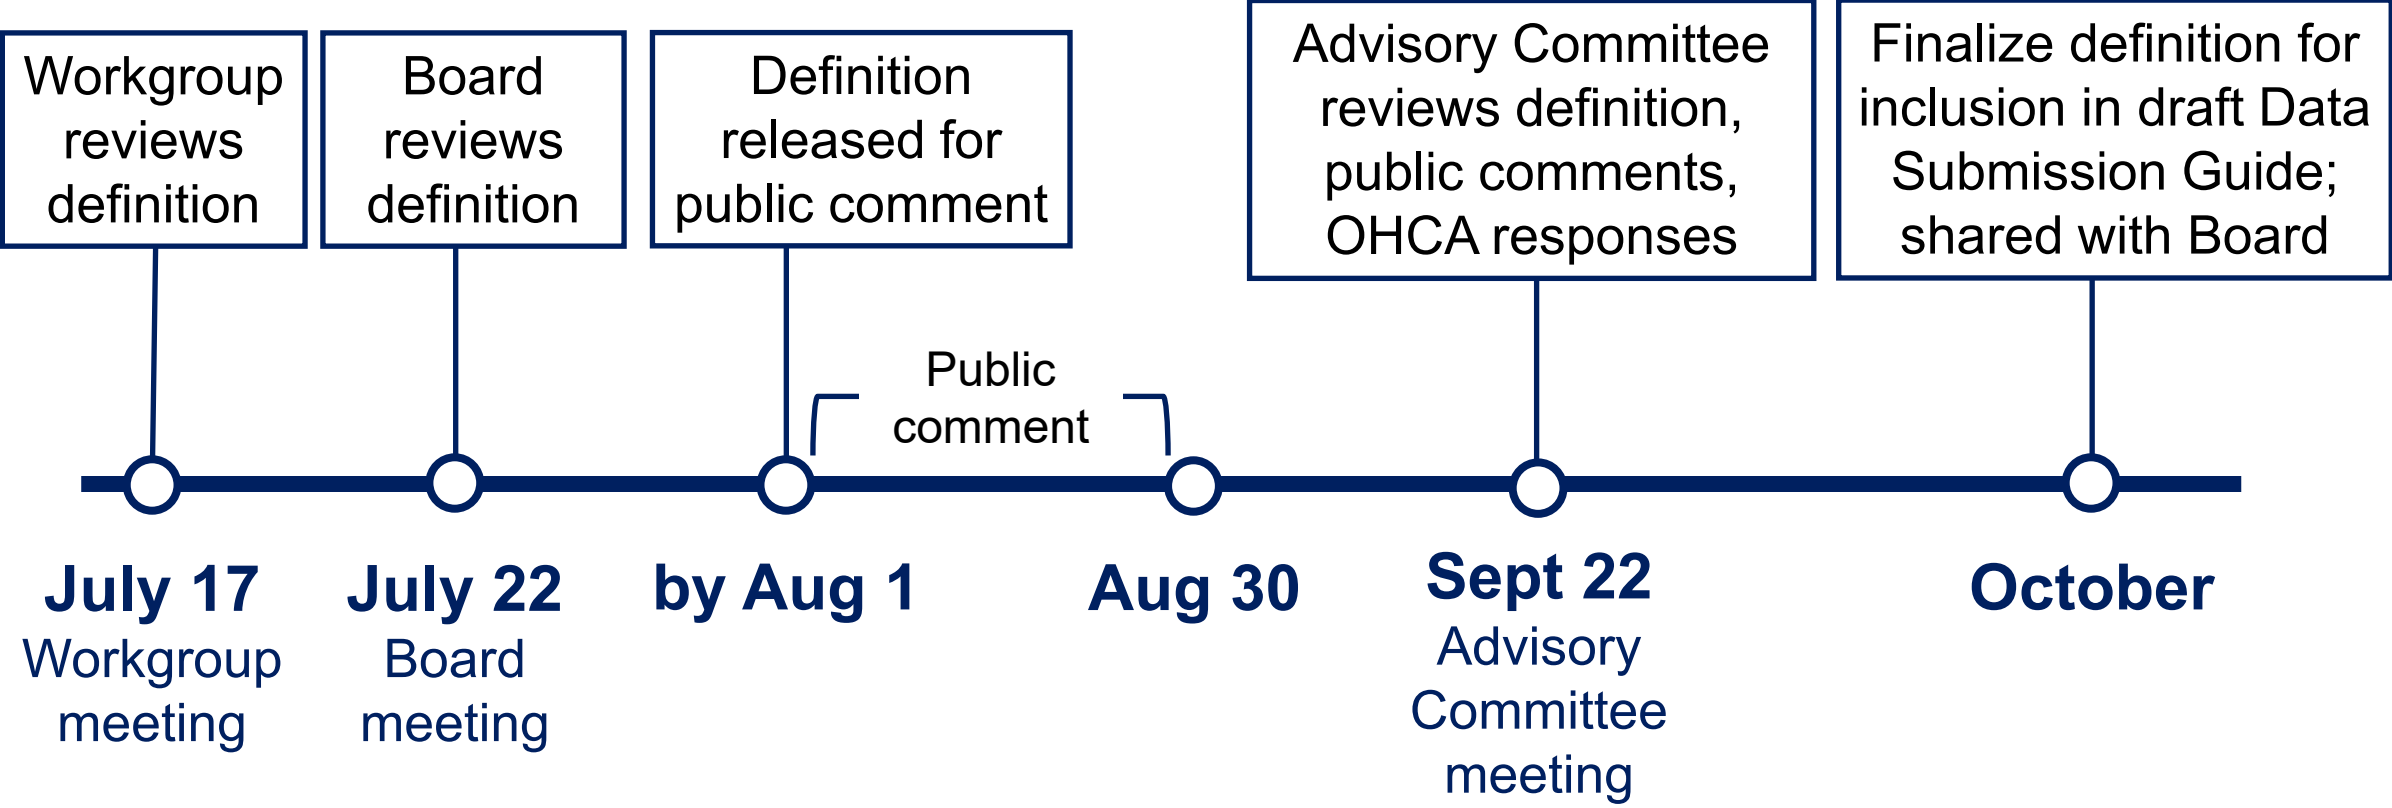 Workgroup
reviews
definition
Board
reviews
definition
Definition
released for
public comment
Advisory Committee
reviews definition,
public comments,
OHCA responses
Finalize definition for
inclusion in draft Data
Submission Guide;
shared with Board
Public
comment
July 17
Workgroup
meeting
July 22
Board
meeting
by Aug 1
Aug 30
Sept 22
Advisory
Committee
meeting
October